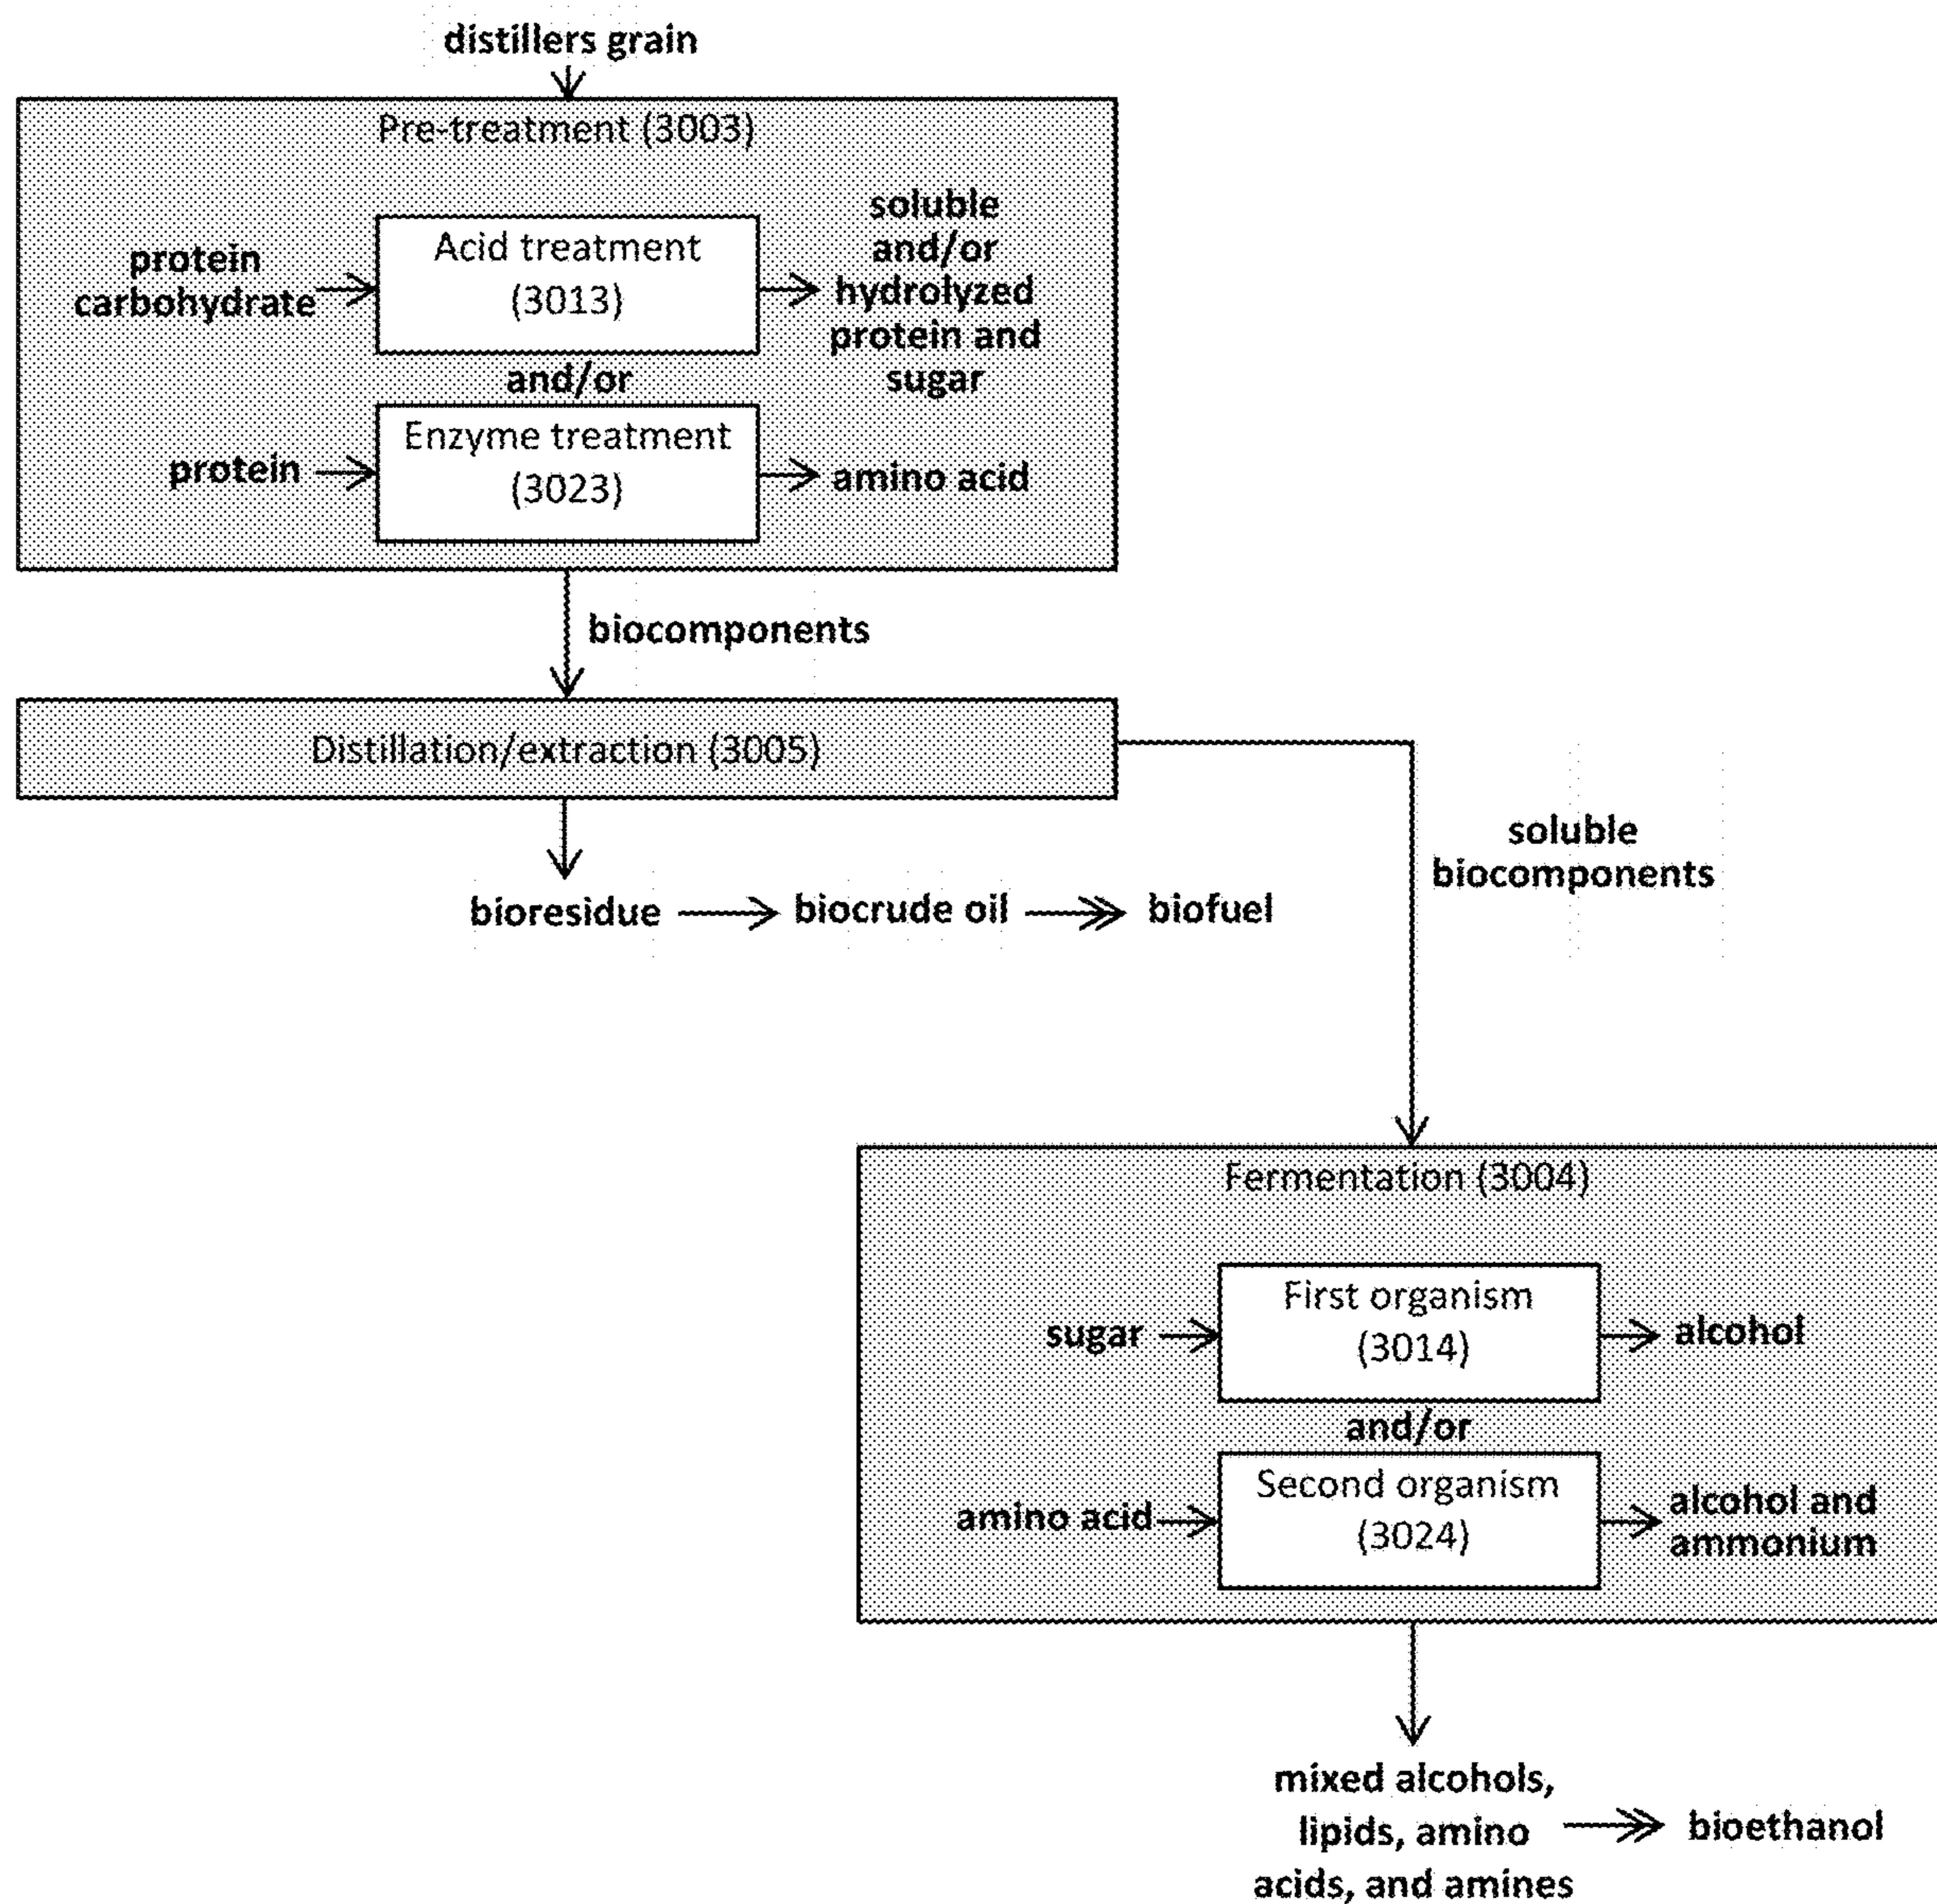 distillers grain
Pre-treatment (3003)
protein
carbohydrate
Acid treatment
(3013)
soluble
and/or
hydrolyzed
protein and
sugar
and/or
protein
Enzyme treatment
(3023)
amino acid
biocomponents
Distillation/extraction (3005)
soluble
biocomponents
bioresidue
biocrude oil
biofuel
Fermentation (3004)
sugar
First organism
(3014)
alcohol
and/or
amino acid
Second organism
(3024)
alcohol and
ammonium
mixed alcohols,
lipids, amino
acids, and amines
bioethanol